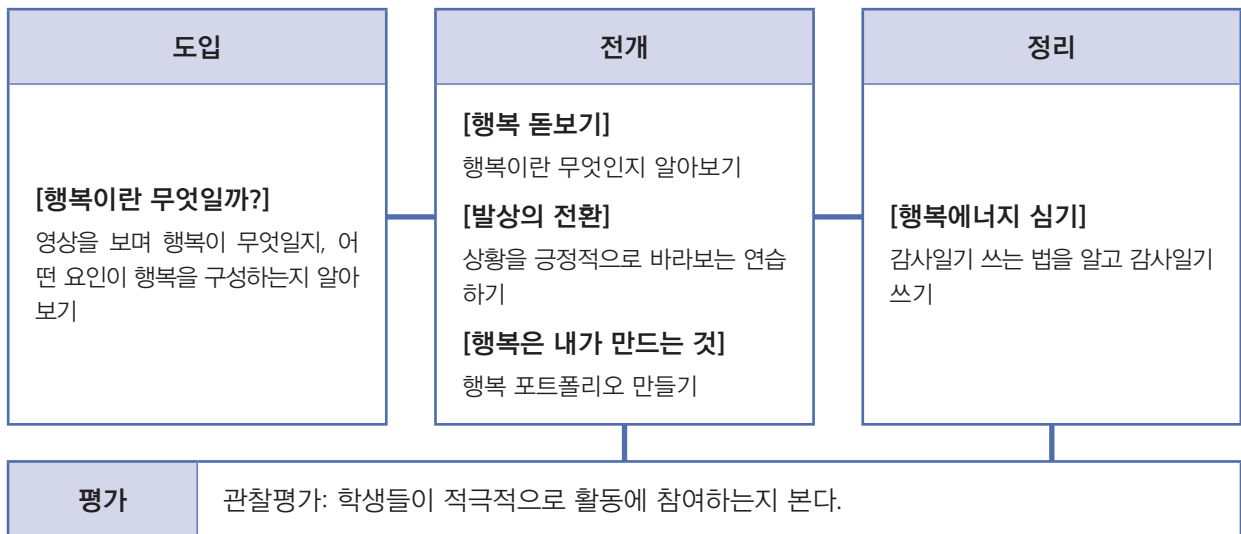 도입
[행복이란 무엇일까?]
영상을 보며 행복이 무엇일지, 어
떤 요인이 행복을 구성하는지 알아
보기
전개
[행복 돋보기]
행복이란 무엇인지 알아보기
[발상의 전환]
상황을 긍정적으로 바라보는 연습
하기
[행복은 내가 만드는 것]
행복 포트폴리오 만들기
정리
[행복에너지 심기]
감사일기 쓰는 법을 알고 감사일기
쓰기
평가
관찰평가: 학생들이 적극적으로 활동에 참여하는지 본다.